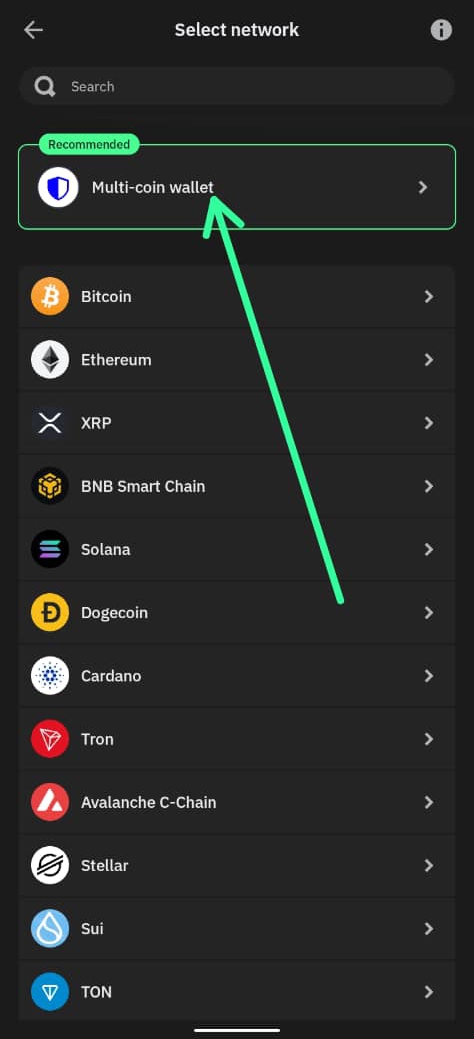 Select network
Search
Recommended
Multi-coin wallet
Bitcoin
Ethereum
XRP
BNB Smart Chain
Solana
Dogecoin
Cardano
Tron
Avalanche C-Chain
Stellar
Sui
TON